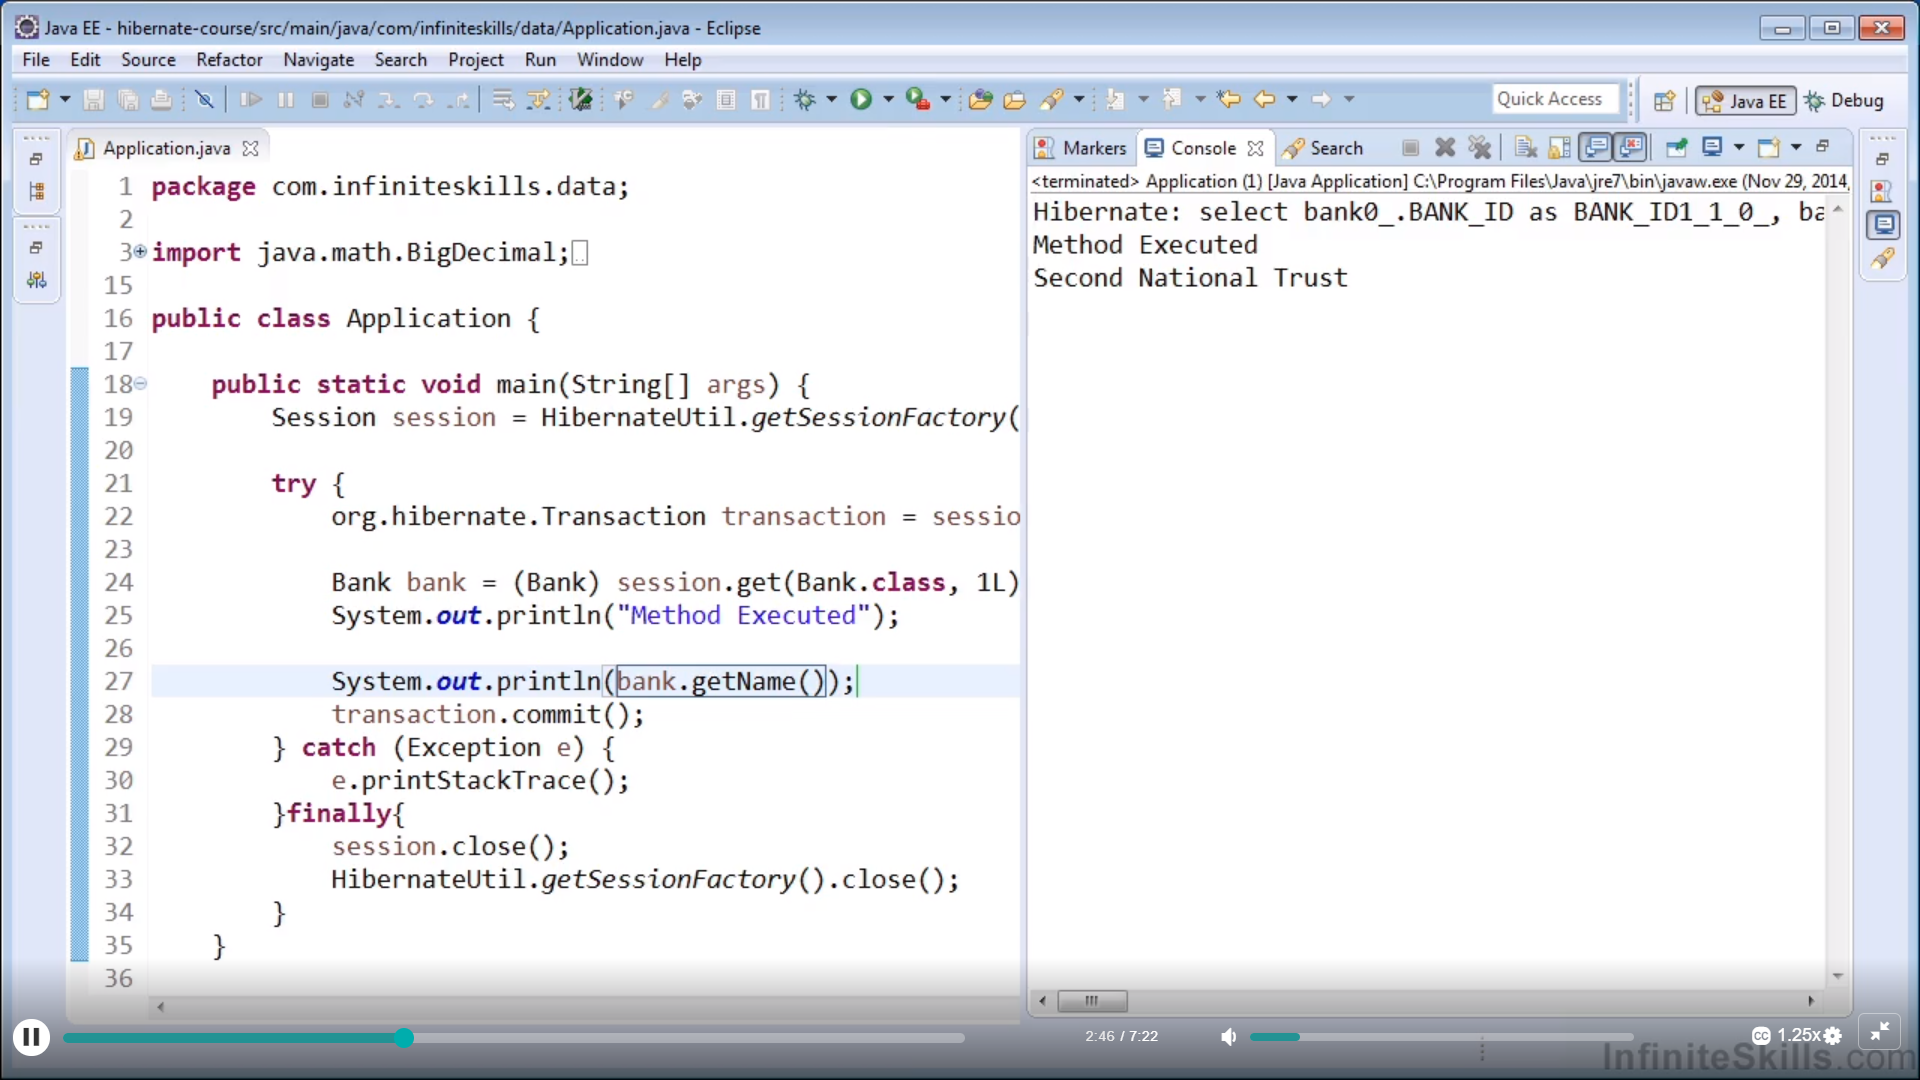 Java EE - hibernate-course/src/main/java/com/infiniteskills/data/Application.java - Eclipse
File Edit Source Refactor Navigate Search Project Run Window Help
Quick Access
Java EE
Debug
Application.java
1 package com.infiniteskills.data;
2
3 import java.math.BigDecimal;
15
16 public class Application {
17
18 public static void main(String[] args) {
19 Session session = HibernateUtil.getSessionFactory(
20
21 try {
22 org.hibernate.Transaction transaction = sessio
23
24 Bank bank = (Bank) session.get(Bank.class, 1L)
25 System.out.println("Method Executed");
26
27 System.out.println(bank.getName());
28 transaction.commit();
29 } catch (Exception e) {
30 e.printStackTrace();
31 }finally{
32 session.close();
33 HibernateUtil.getSessionFactory().close();
34 }
35 }
36
Markers Console Search
<terminated> Application (1) [Java Application] C:\Program Files\Java\jre7\bin\javaw.exe (Nov 29, 2014,
Hibernate: select bank0_.BANK_ID as BANK_ID1_1_0_, ba
Method Executed
Second National Trust
2:46 / 7:22
CC 1.25x
InfiniteSkills.com